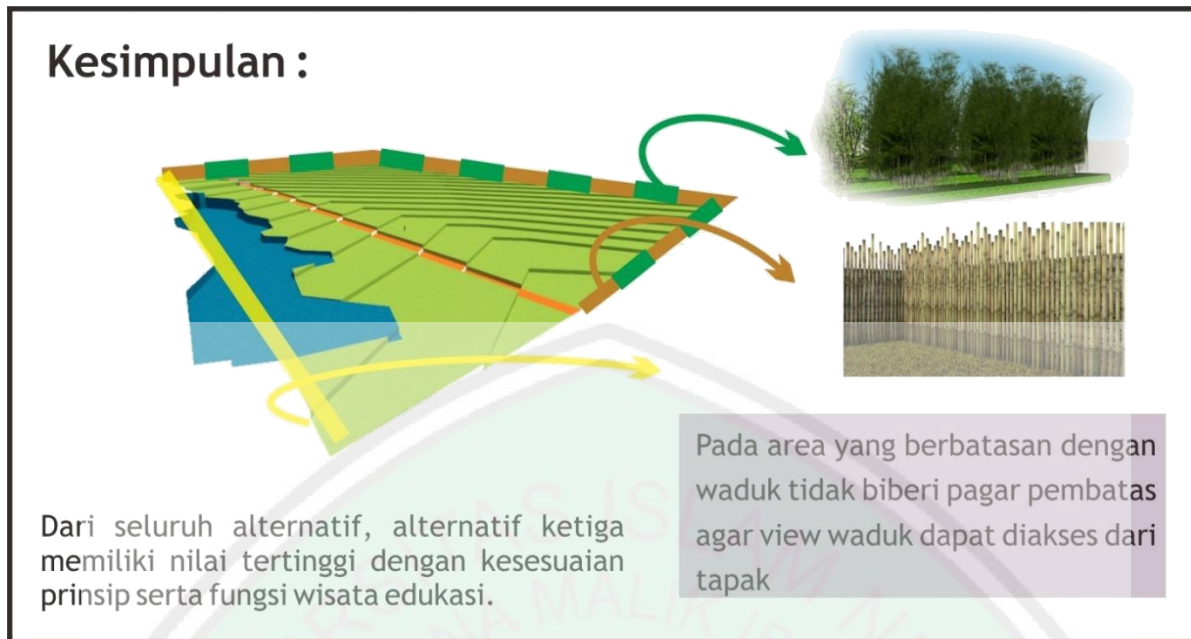 Kesimpulan :
Dari seluruh alternatif, alternatif ketiga
memiliki nilai tertinggi dengan kesesuaian
prinsip serta fungsi wisata edukasi.
Pada area yang berbatasan dengan
waduk tidak biberi pagar pembatas
agar view waduk dapat diakses dari
tapak